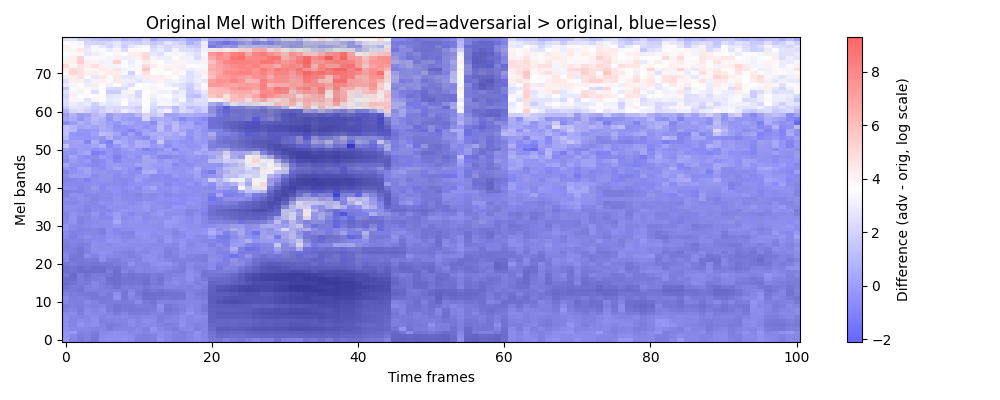 Original Mel with Differences (red=adversarial > original, blue=less)
Mel bands
70
60
50
40
30
20
10
0
0 20 40 60 80 100
Time frames
8
6
4
2
0
−2
Difference (adv - orig, log scale)